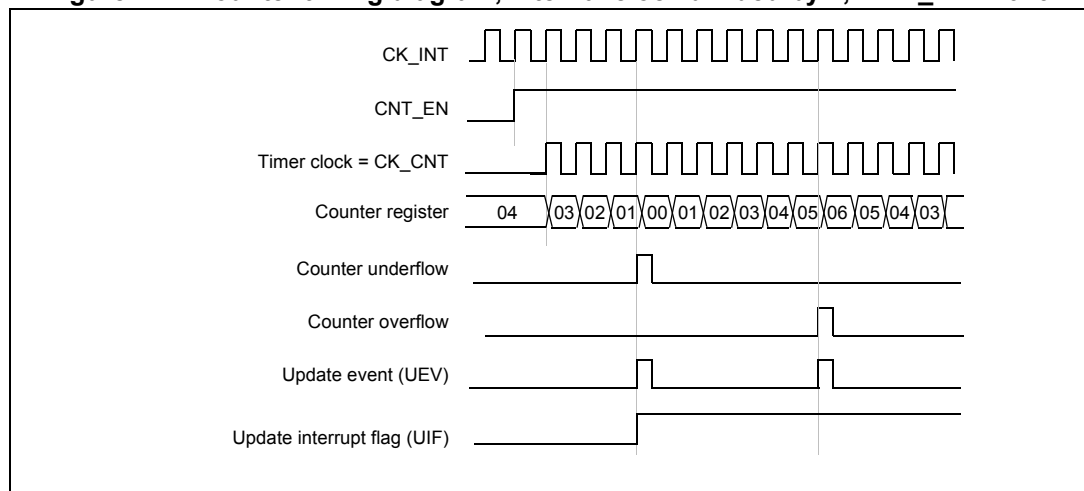 CK_INT
CNT_EN
Timer clock = CK_CNT
Counter register 04 03 02 01 00 01 02 03 04 05 06 05 04 03
Counter underflow
Counter overflow
Update event (UEV)
Update interrupt flag (UIF)